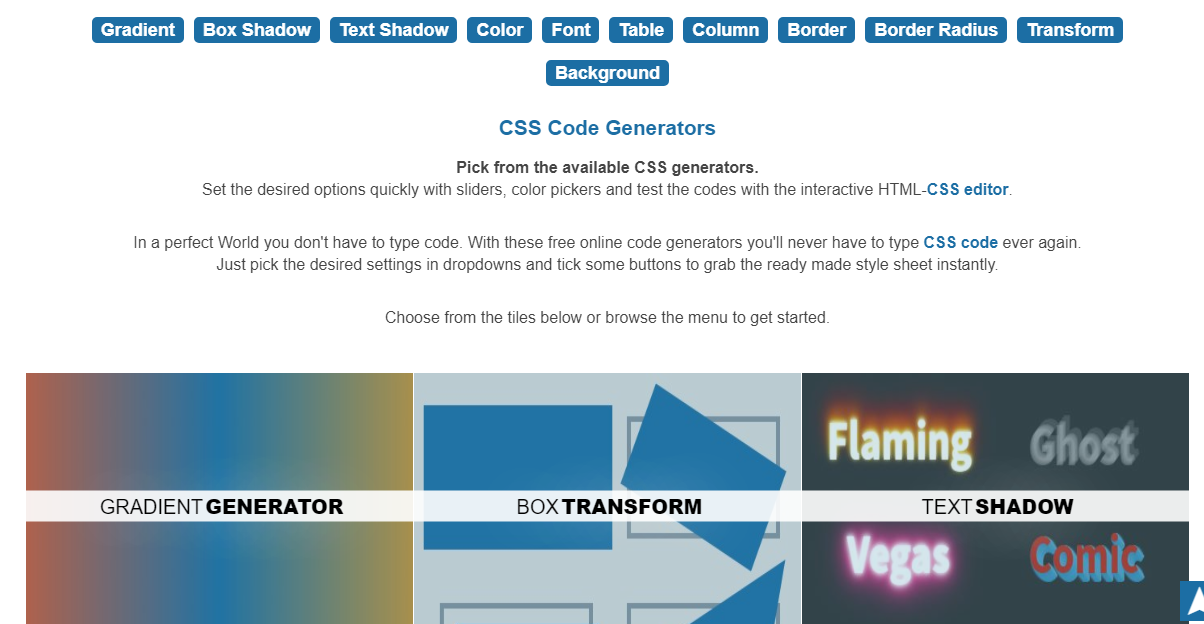 Gradient Box Shadow Text Shadow Color Font Table Column Border Border Radius Transform
Background
CSS Code Generators
Pick from the available CSS generators.
Set the desired options quickly with sliders, color pickers and test the codes with the interactive HTML-CSS editor.
In a perfect World you don't have to type code. With these free online code generators you'll never have to type CSS code ever again.
Just pick the desired settings in dropdowns and tick some buttons to grab the ready made style sheet instantly.
Choose from the tiles below or browse the menu to get started.
GRADIENT GENERATOR
BOX TRANSFORM
Flaming Ghost
TEXT SHADOW
Vegas Comic